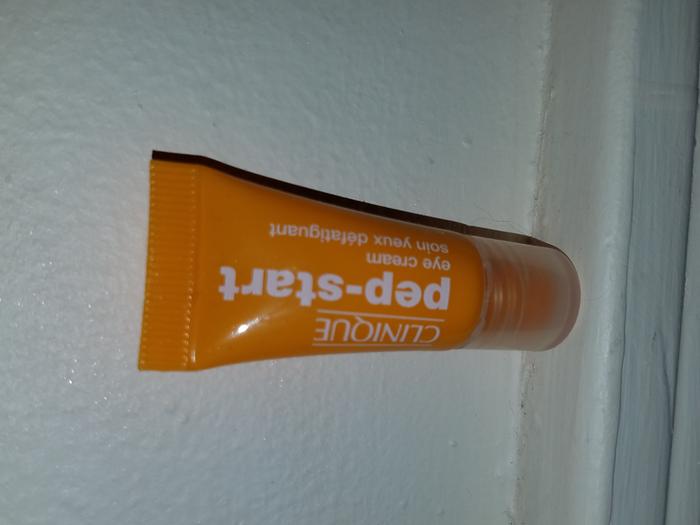 CLINIQUE
pep-start
eye cream
soin yeux défatiguant